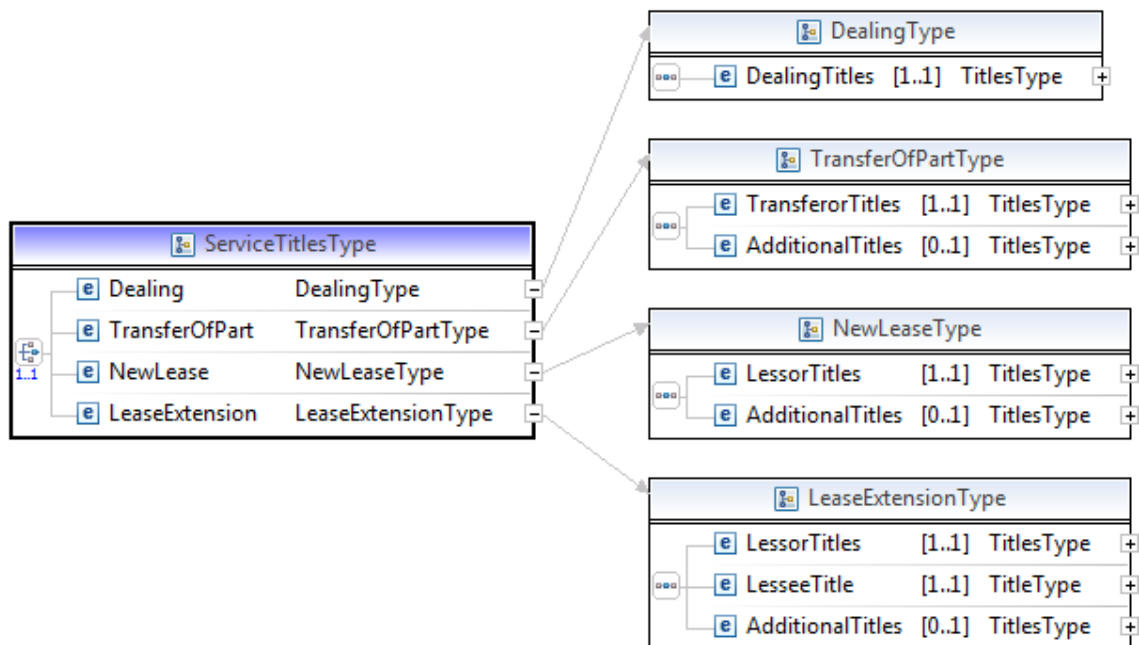 DealingType
e DealingTitles [1..1] TitlesType
TransferOfPartType
e TransferorTitles [1..1] TitlesType
e AdditionalTitles [0..1] TitlesType
ServiceTitlesType
e Dealing DealingType
e TransferOfPart TransferOfPartType
1..1
e NewLease NewLeaseType
e LeaseExtension LeaseExtensionType
NewLeaseType
e LessorTitles [1..1] TitlesType
e AdditionalTitles [0..1] TitlesType
LeaseExtensionType
e LessorTitles [1..1] TitlesType
e LesseeTitle [1..1] TitleType
e AdditionalTitles [0..1] TitlesType